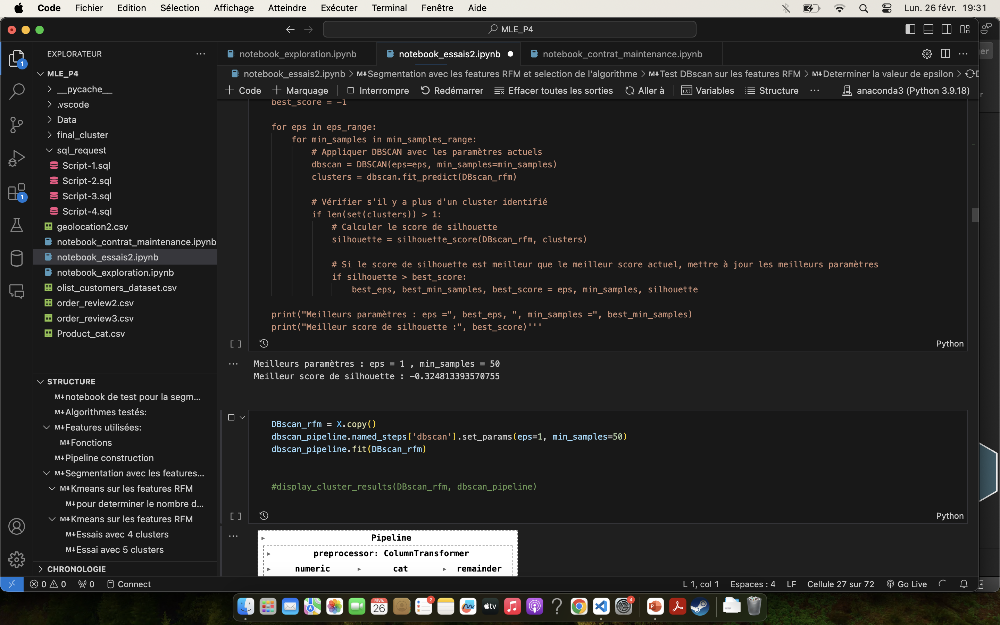 Code Fichier Edition Sélection Affichage Atteindre Exécuter Terminal Fenêtre Aide Lun. 26 févr. 19:31
MLE_P4
EXPLORATEUR
MLE_P4
__pycache__
.vscode
Data
final_cluster
sql_request
Script-1.sql
Script-2.sql
Script-3.sql
Script-4.sql
geolocation2.csv
notebook_contrat_maintenance.ipynb
notebook_essais2.ipynb
notebook_exploration.ipynb
olist_customers_dataset.csv
order_review2.csv
order_review3.csv
Product_cat.csv
STRUCTURE
M↓notebook de test pour la segm...
M↓Algorithmes testés:
M↓Features utilisées:
M↓Fonctions
M↓Pipeline construction
M↓Segmentation avec les features...
M↓Kmeans sur les features RFM
M↓pour determiner le nombre d...
M↓Kmeans sur les features RFM
M↓Essais avec 4 clusters
M↓Essai avec 5 clusters
CHRONOLOGIE
notebook_exploration.ipynb notebook_essais2.ipynb notebook_contrat_maintenance.ipynb
notebook_essais2.ipynb > M↓Segmentation avec les features RFM et selection de l'algorithme > M↓Test DBscan sur les features RFM > M↓Determiner la valeur de epsilon >
+ Code + Marquage Interrompre Redémarrer Effacer toutes les sorties Aller à Variables Structure ... anaconda3 (Python 3.9.18)
best_score = -1
for eps in eps_range:
for min_samples in min_samples_range:
# Appliquer DBSCAN avec les paramètres actuels
dbscan = DBSCAN(eps=eps, min_samples=min_samples)
clusters = dbscan.fit_predict(DBscan_rfm)
# Vérifier s'il y a plus d'un cluster identifié
if len(set(clusters)) > 1:
# Calculer le score de silhouette
silhouette = silhouette_score(DBscan_rfm, clusters)
# Si le score de silhouette est meilleur que le meilleur score actuel, mettre à jour les meilleurs paramètres
if silhouette > best_score:
best_eps, best_min_samples, best_score = eps, min_samples, silhouette
print("Meilleurs paramètres : eps =", best_eps, ", min_samples =", best_min_samples)
print("Meilleur score de silhouette :", best_score)'''
[ ] Python
Meilleurs paramètres : eps = 1 , min_samples = 50
Meilleur score de silhouette : -0.324813393570755
DBscan_rfm = X.copy()
dbscan_pipeline.named_steps['dbscan'].set_params(eps=1, min_samples=50)
dbscan_pipeline.fit(DBscan_rfm)
#display_cluster_results(DBscan_rfm, dbscan_pipeline)
[ ] Python
Pipeline
preprocessor: ColumnTransformer
numeric cat remainder
0 0 0 Connect L 1, col 1 Espaces : 4 LF Cellule 27 sur 72 Go Live
FÉVR.
26
2
tv
4
1
1